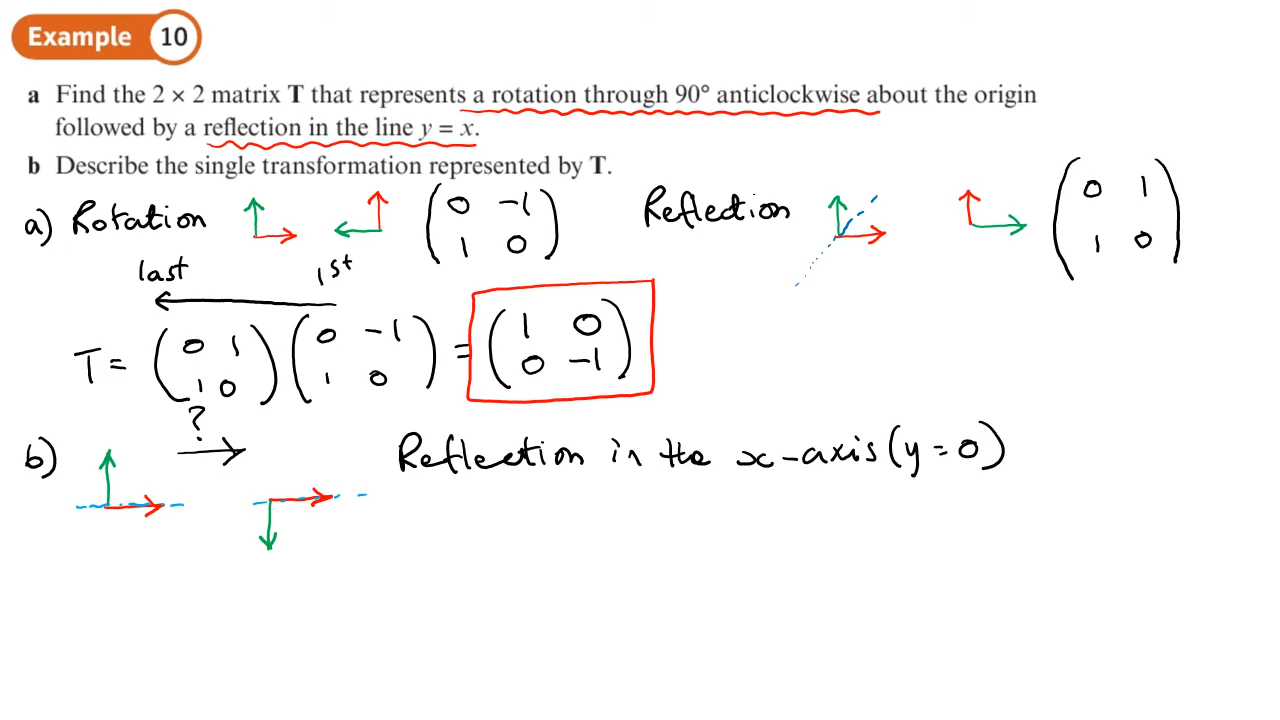 Example 10
a Find the 2 × 2 matrix T that represents a rotation through 90° anticlockwise about the origin
followed by a reflection in the line y = x.
b Describe the single transformation represented by T.
a) Rotation ( 0 -1 ) Reflection ( 0 1 )
( 1 0 ) ( 1 0 )
last 1st
T = ( 0 1 ) ( 0 -1 ) = ( 1 0 )
( 1 0 ) ( 1 0 ) ( 0 -1 )
?
b) Reflection in the x-axis (y = 0)